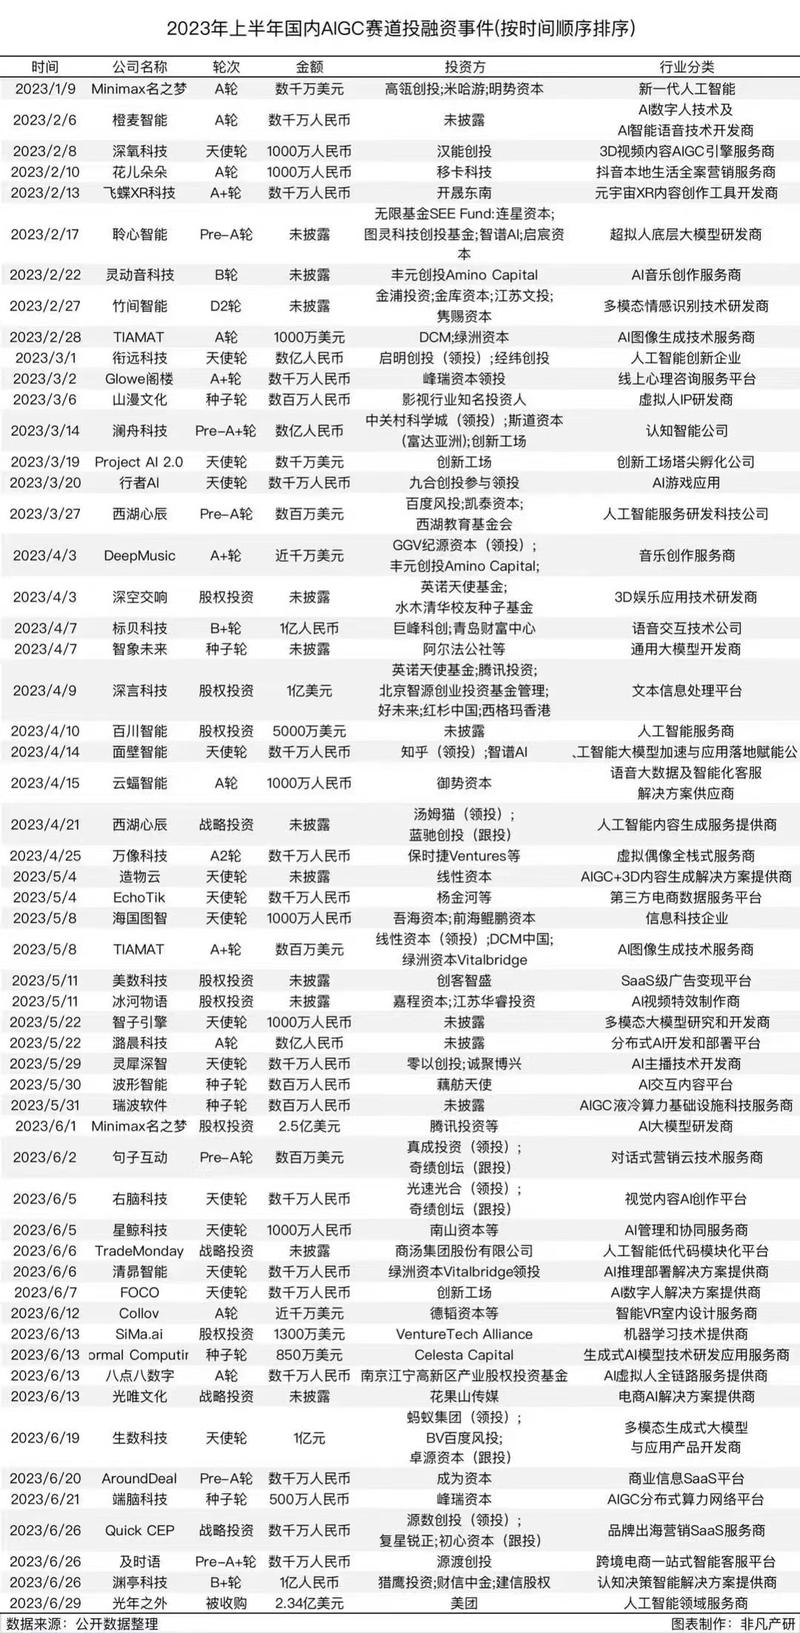 2023年上半年国内AIGC赛道投融资事件(按时间顺序排序)
时间 公司名称 轮次 金额 投资方 行业分类
2023/1/9 Minimax名之梦 A轮 数千万美元 高瓴创投;米哈游;明势资本 新一代人工智能
2023/2/6 橙麦智能 A轮 数千万人民币 未披露 AI数字人技术及
AI智能语音技术开发商
2023/2/8 深氧科技 天使轮 1000万人民币 汉能创投 3D视频内容AIGC引擎服务商
2023/2/10 花儿朵朵 A轮 1000万人民币 移卡科技 抖音本地生活全案营销服务商
2023/2/13 飞蝶XR科技 A+轮 数千万人民币 开晟东南 元宇宙XR内容创作工具开发商
2023/2/17 聆心智能 Pre-A轮 未披露 无限基金SEE Fund:连星资本;
图灵科技创投基金;智谱AI;启宸资
本 超拟人底层大模型研发商
2023/2/22 灵动音科技 B轮 未披露 丰元创投Amino Capital AI音乐创作服务商
2023/2/27 竹间智能 D2轮 未披露 金浦投资;金库资本;江苏文投;
隽赐资本 多模态情感识别技术研发商
2023/2/28 TIAMAT A轮 1000万美元 DCM;绿洲资本 AI图像生成技术服务商
2023/3/1 衔远科技 天使轮 数亿人民币 启明创投（领投）;经纬创投 人工智能创新企业
2023/3/2 Glowe阁楼 A+轮 数千万人民币 峰瑞资本领投 线上心理咨询服务平台
2023/3/6 山漫文化 种子轮 数百万人民币 影视行业知名投资人 虚拟人IP研发商
2023/3/14 澜舟科技 Pre-A+轮 数亿人民币 中关村科学城（领投）;斯道资本
(富达亚洲);创新工场 认知智能公司
2023/3/19 Project AI 2.0 天使轮 数千万美元 创新工场 创新工场塔尖孵化公司
2023/3/20 行者AI 天使轮 数千万人民币 九合创投参与领投 AI游戏应用
2023/3/27 西湖心辰 Pre-A轮 数百万美元 百度风投;凯泰资本;
西湖教育基金会 人工智能服务研发科技公司
2023/4/3 DeepMusic A+轮 近千万美元 GGV纪源资本（领投）;
丰元创投Amino Capital; 音乐创作服务商
2023/4/3 深空交响 股权投资 未披露 英诺天使基金;
水木清华校友种子基金 3D娱乐应用技术研发商
2023/4/7 标贝科技 B+轮 1亿人民币 巨峰科创;青岛财富中心 语音交互技术公司
2023/4/7 智象未来 种子轮 未披露 阿尔法公社等 通用大模型开发商
2023/4/9 深言科技 股权投资 1亿美元 英诺天使基金;腾讯投资;
北京智源创业投资基金管理;
好未来;红杉中国;西格玛香港 文本信息处理平台
2023/4/10 百川智能 股权投资 5000万美元 未披露 人工智能服务商
2023/4/14 面壁智能 天使轮 数千万人民币 知乎（领投）;智谱AI 工智能大模型加速与应用落地赋能公
2023/4/15 云蝠智能 A轮 1000万人民币 御势资本 语音大数据及智能化客服
解决方案供应商
2023/4/21 西湖心辰 战略投资 未披露 汤姆猫（领投）;
蓝驰创投（跟投） 人工智能内容生成服务提供商
2023/4/25 万像科技 A2轮 数千万人民币 保时捷Ventures等 虚拟偶像全栈式服务商
2023/5/4 造物云 天使轮 未披露 线性资本 AIGC+3D内容生成解决方案提供商
2023/5/4 EchoTik 天使轮 数千万人民币 杨金河等 第三方电商数据服务平台
2023/5/8 海国图智 天使轮 1000万人民币 吾海资本;前海鲲鹏资本 信息科技企业
2023/5/8 TIAMAT A+轮 数百万美元 线性资本（领投）;DCM中国;
绿洲资本Vitalbridge AI图像生成技术服务商
2023/5/11 美数科技 股权投资 未披露 创客智盛 SaaS级广告变现平台
2023/5/11 冰河物语 股权投资 未披露 嘉程资本;江苏华睿投资 AI视频特效制作商
2023/5/22 智子引擎 天使轮 1000万人民币 未披露 多模态大模型研究和开发商
2023/5/22 潞晨科技 A轮 数亿人民币 未披露 分布式AI开发和部署平台
2023/5/29 灵犀深智 天使轮 数千万人民币 零以创投;诚聚博兴 AI主播技术开发商
2023/5/30 波形智能 种子轮 数百万人民币 藕舫天使 AI交互内容平台
2023/5/31 瑞波软件 种子轮 数百万人民币 未披露 AIGC液冷算力基础设施科技服务商
2023/6/1 Minimax名之梦 股权投资 2.5亿美元 腾讯投资等 AI大模型研发商
2023/6/2 句子互动 Pre-A轮 数百万美元 真成投资（领投）;
奇绩创坛（跟投） 对话式营销云技术服务商
2023/6/5 右脑科技 天使轮 数千万人民币 光速光合（领投）;
奇绩创坛（跟投） 视觉内容AI创作平台
2023/6/5 星鲸科技 天使轮 1000万人民币 南山资本等 AI管理和协同服务商
2023/6/6 TradeMonday 战略投资 未披露 商汤集团股份有限公司 人工智能低代码模块化平台
2023/6/6 清昴智能 天使轮 数千万人民币 绿洲资本Vitalbridge领投 AI推理部署解决方案提供商
2023/6/7 FOCO 天使轮 数千万人民币 创新工场 AI数字人解决方案提供商
2023/6/12 Collov A轮 近千万美元 德韬资本等 智能VR室内设计服务商
2023/6/13 SiMa.ai 股权投资 1300万美元 VentureTech Alliance 机器学习技术提供商
2023/6/13 ormal Computin 种子轮 850万美元 Celesta Capital 生成式AI模型技术研发应用服务商
2023/6/13 八点八数字 A轮 数千万人民币 南京江宁高新区产业股权投资基金 AI虚拟人全链路服务提供商
2023/6/14 光唯文化 战略投资 未披露 花果山传媒 电商AI解决方案提供商
2023/6/19 生数科技 天使轮 1亿元 蚂蚁集团（领投）;
BV百度风投;
卓源资本（跟投） 多模态生成式大模型
与应用产品开发商
2023/6/20 AroundDeal Pre-A轮 数千万人民币 成为资本 商业信息SaaS平台
2023/6/21 端脑科技 种子轮 500万人民币 峰瑞资本 AIGC分布式算力网络平台
2023/6/26 Quick CEP 战略投资 数千万人民币 源数创投（领投）;
复星锐正;初心资本（跟投） 品牌出海营销SaaS服务商
2023/6/26 及时语 Pre-A+轮 数千万人民币 源渡创投 跨境电商一站式智能客服平台
2023/6/26 渊亭科技 B+轮 1亿人民币 猎鹰投资;财信中金;建信股权 认知决策智能解决方案提供商
2023/6/29 光年之外 被收购 2.34亿美元 美团 人工智能领域服务商
数据来源：公开数据整理 图表制作：非凡产研